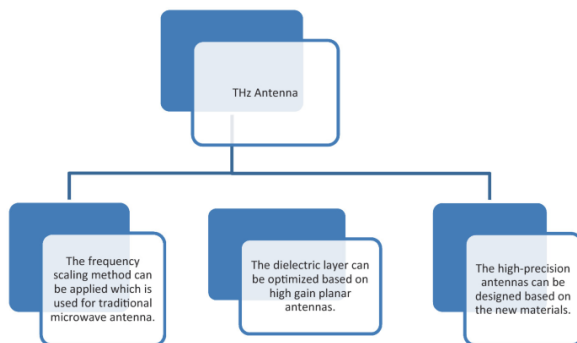 THz Antenna
The frequency
scaling method can
be applied which is
used for traditional
microwave antenna.
The dielectric layer can
be optimized based on
high gain planar
antennas.
The high-precision
antennas can be
designed based on
the new materials.